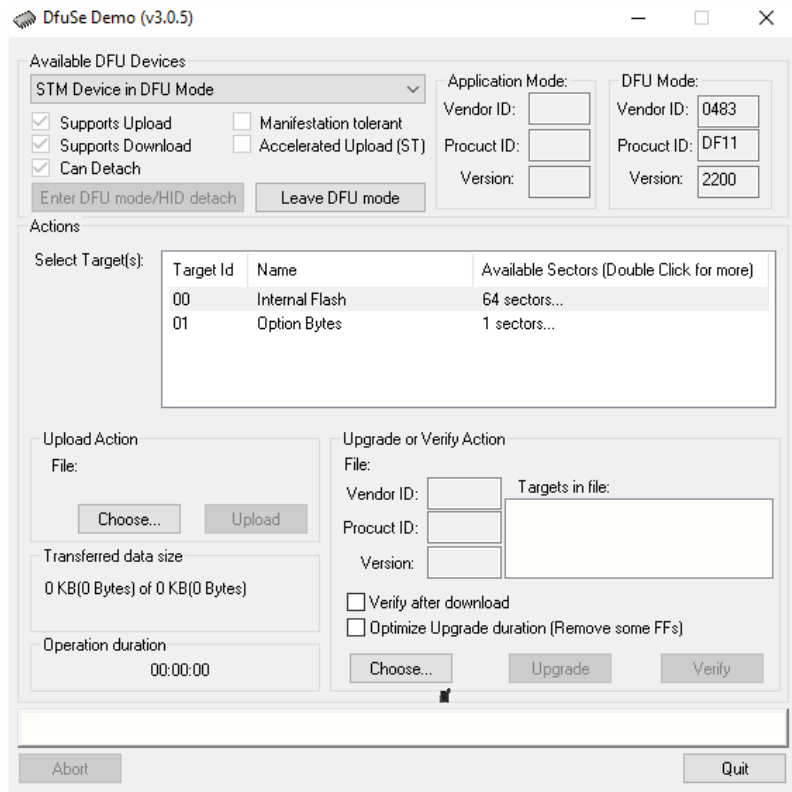 DfuSe Demo (v3.0.5)
Available DFU Devices
STM Device in DFU Mode
Supports Upload
Manifestation tolerant
Supports Download
Accelerated Upload (ST)
Can Detach
Enter DFU mode/HID detach
Leave DFU mode
Application Mode:
Vendor ID:
Procuct ID:
Version:
DFU Mode:
Vendor ID: 0483
Procuct ID: DF11
Version: 2200
Actions
Select Target(s):
Target Id Name Available Sectors (Double Click for more)
00 Internal Flash 64 sectors...
01 Option Bytes 1 sectors...
Upload Action
File:
Choose... Upload
Transferred data size
0 KB(0 Bytes) of 0 KB(0 Bytes)
Operation duration
00:00:00
Upgrade or Verify Action
File:
Vendor ID:
Procuct ID:
Version:
Targets in file:
Verify after download
Optimize Upgrade duration (Remove some FFs)
Choose... Upgrade Verify
Abort Quit